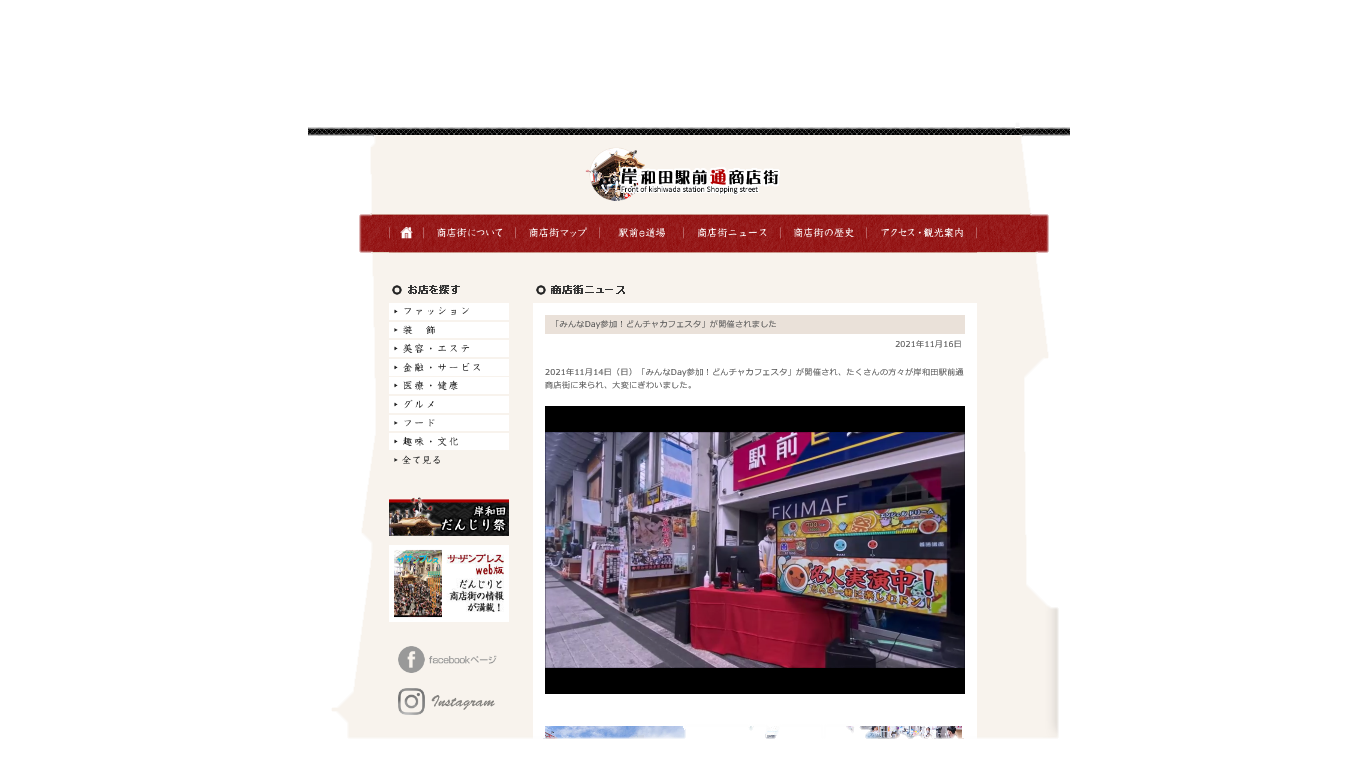 岸和田駅前通商店街
Front of kishiwada station Shopping street
商店街について
商店街マップ
駅前e道場
商店街ニュース
商店街の歴史
アクセス・観光案内
お店を探す
ファッション
装 飾
美容・エステ
金融・サービス
医療・健康
グルメ
フード
趣味・文化
全て見る
岸和田
だんじり祭
サザンプレス
web版
だんじりと
商店街の情報
が満載！
facebookページ
Instagram
商店街ニュース
「みんなDay参加！どんチャカフェスタ」が開催されました
2021年11月16日
2021年11月14日（日）「みんなDay参加！どんチャカフェスタ」が開催され、たくさんの方々が岸和田駅前通
商店街に来られ、大変にぎわいました。
駅前
EKIMAE
名人実演中！